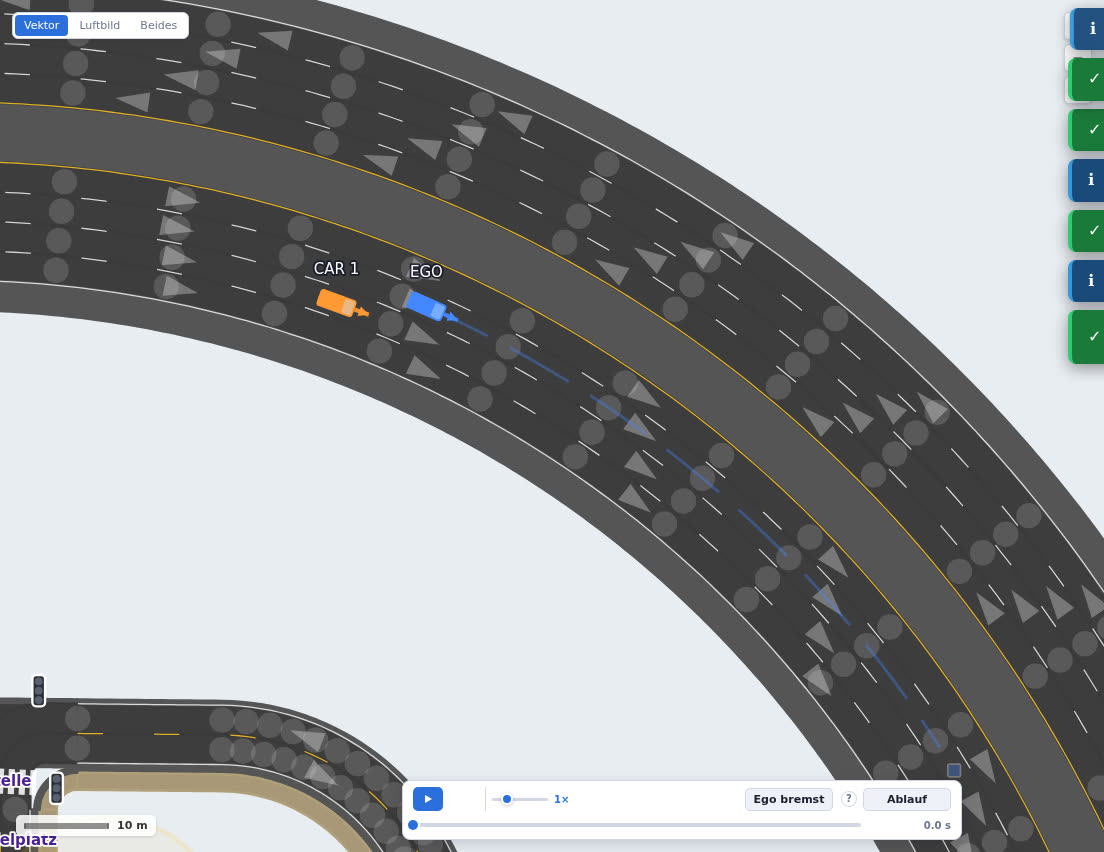 Vektor Luftbild Beides
CAR 1 EGO
elle
elplatz
10 m
1× Ego bremst ? Ablauf
0.0 s